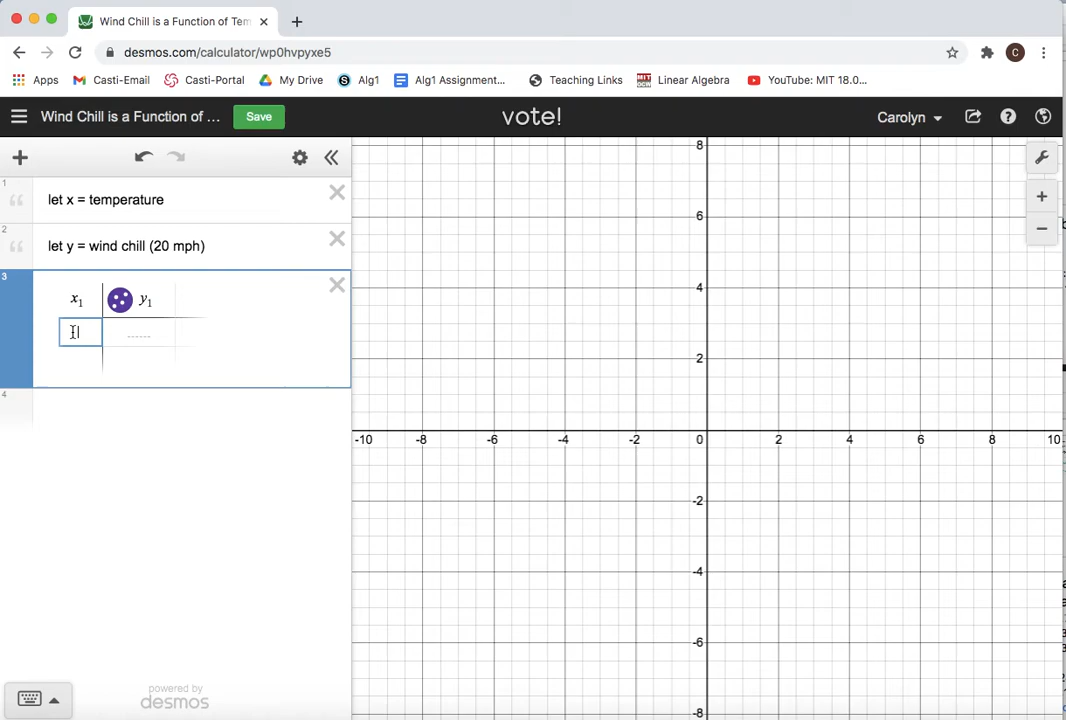 Wind Chill is a Function of Tem
desmos.com/calculator/wp0hvpyxe5
C
Apps
Casti-Email
Casti-Portal
My Drive
Alg1
Alg1 Assignment...
Teaching Links
Linear Algebra
YouTube: MIT 18.0...
Wind Chill is a Function of ...
Save
vote!
Carolyn
1
let x = temperature
2
let y = wind chill (20 mph)
3
x₁ y₁
4
powered by
desmos
8
6
4
2
-10 -8 -6 -4 -2 0 2 4 6 8 10
-2
-4
-6
-8